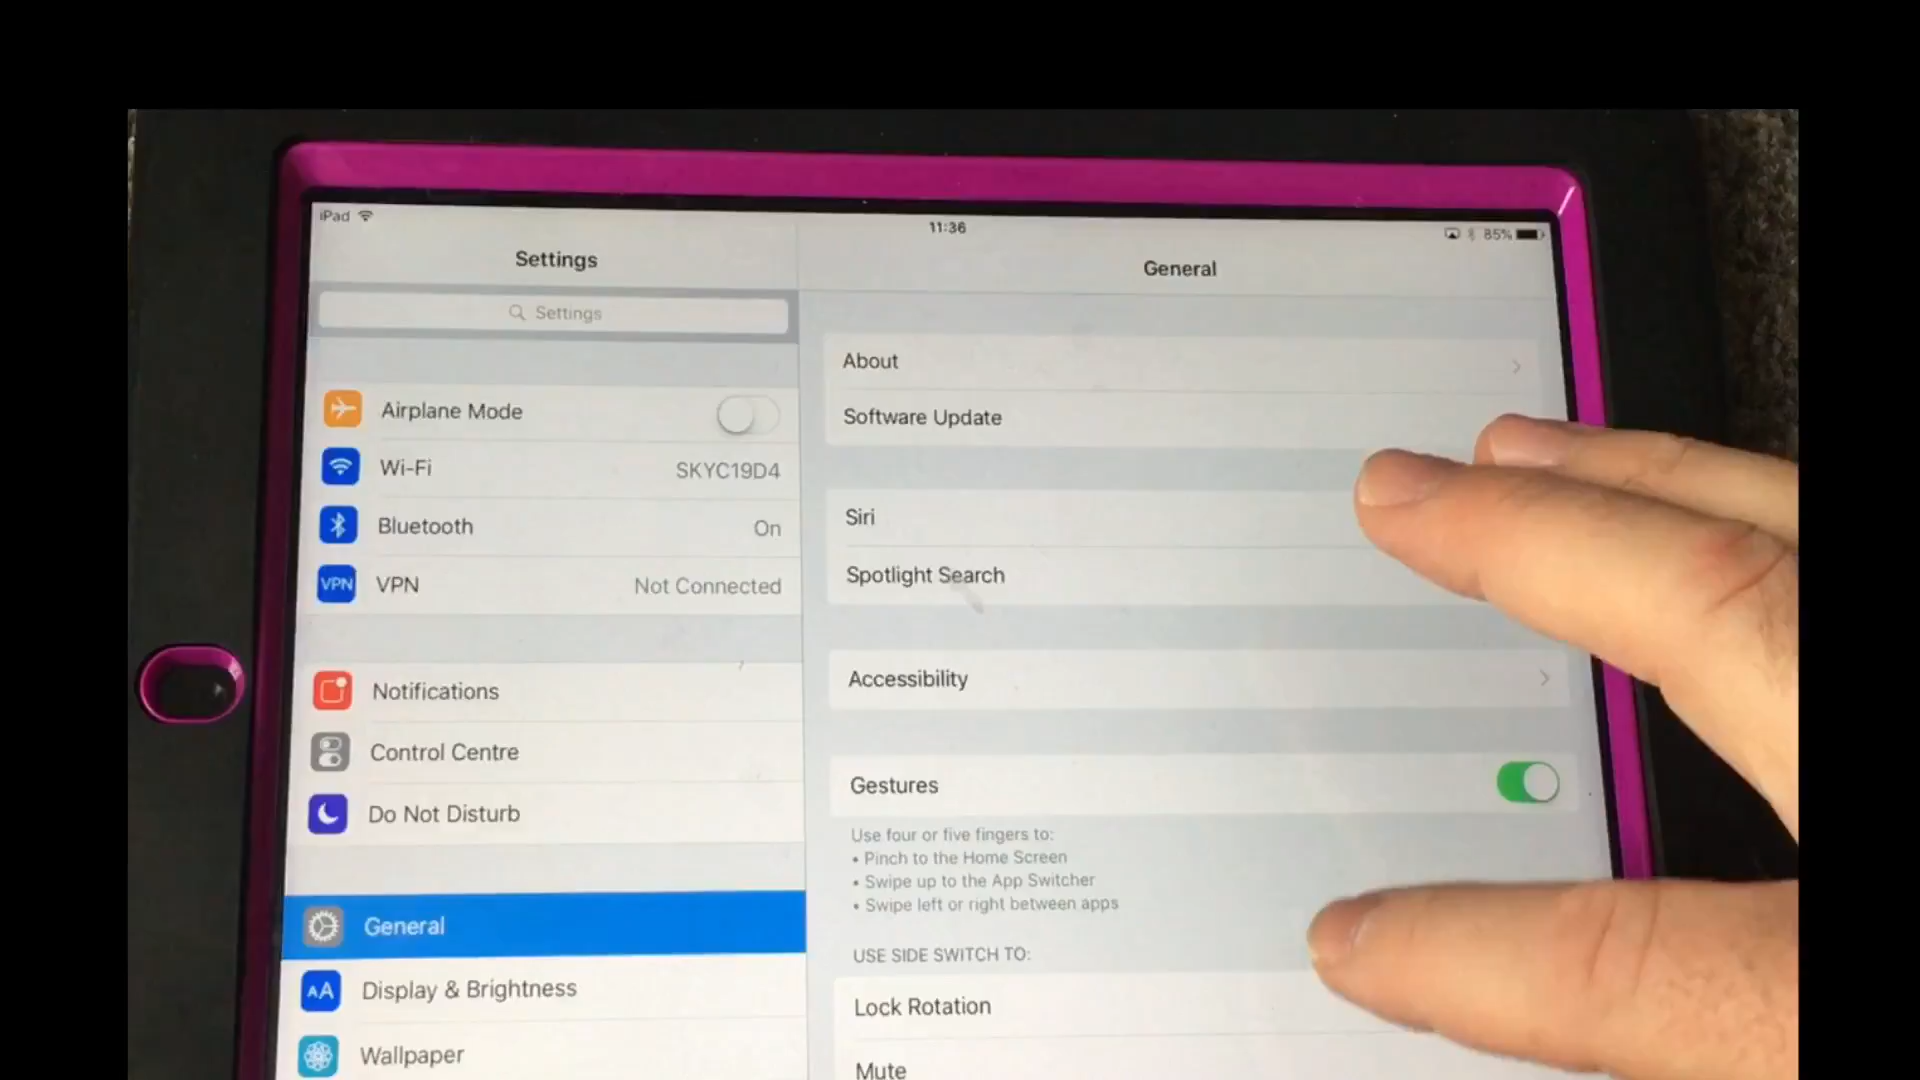 iPad
11:36
85%
Settings
General
Settings
Airplane Mode
Wi-Fi SKYC19D4
Bluetooth On
VPN VPN Not Connected
Notifications
Control Centre
Do Not Disturb
General
AA Display & Brightness
Wallpaper
About
Software Update
Siri
Spotlight Search
Accessibility
Gestures
Use four or five fingers to:
• Pinch to the Home Screen
• Swipe up to the App Switcher
• Swipe left or right between apps
USE SIDE SWITCH TO:
Lock Rotation
Mute